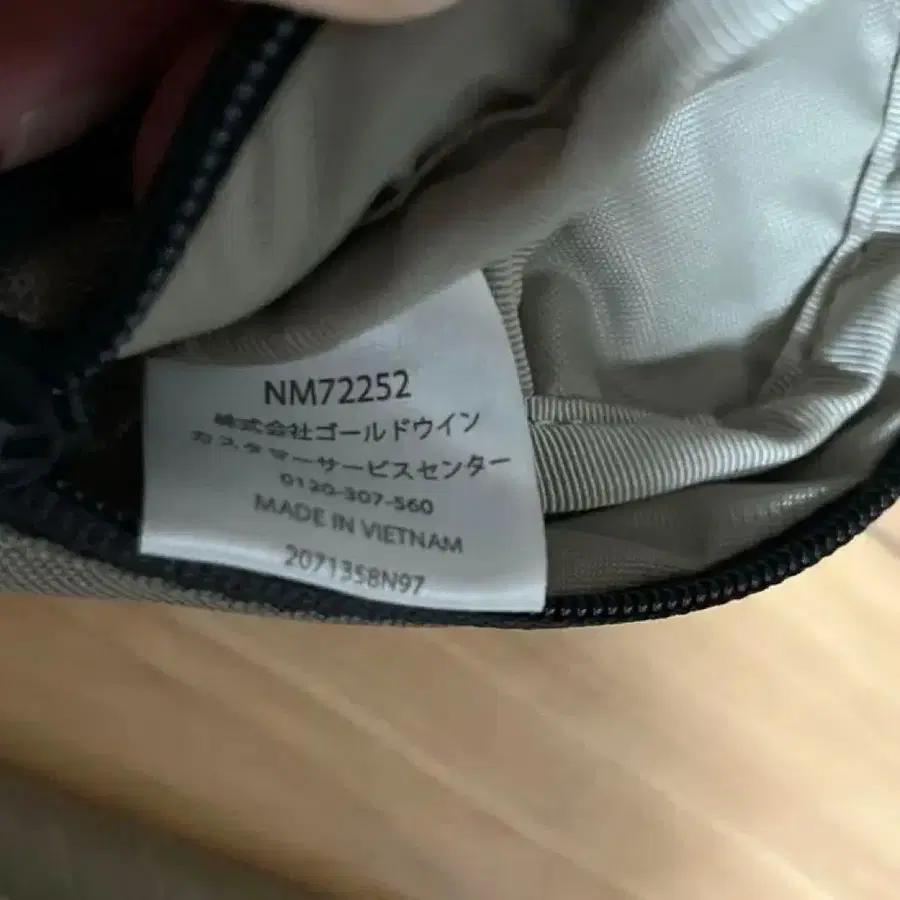 NM72252
株式会社ゴールドウイン
カスタマーサービスセンター
0120-307-560
MADE IN VIETNAM
2071358N97